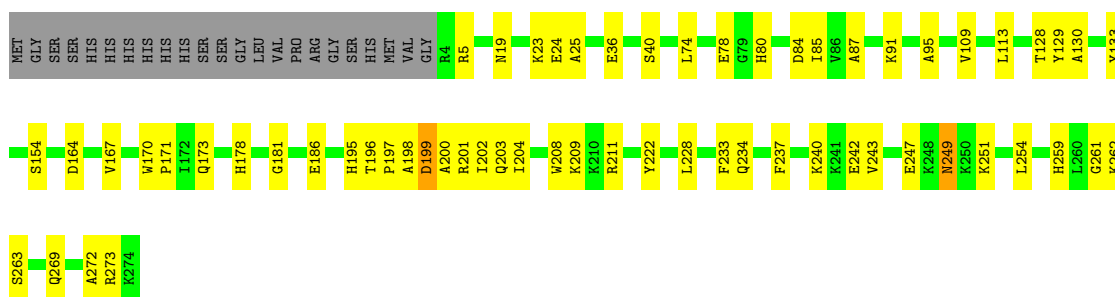 MET GLY SER SER HIS HIS HIS HIS HIS HIS SER SER GLY LEU VAL PRO ARG GLY SER HIS MET VAL GLY R4 R5 N19 K23 E24 A25 E36 S40 L74 E78 G79 H80 D84 I85 V86 A87 K91 A95 V109 L113 T128 Y129 A130
S154 D164 V167 W170 P171 I172 Q173 H178 G181 E186 H195 T196 P197 A198 D199 A200 R201 I202 Q203 I204 W208 K209 K210 R211 Y222 L228 F233 Q234 F237 K240 K241 E242 V243 E247 K248 N249 K250 K251 L254 H259 L260 G261
S263 Q269 A272 R273 K274